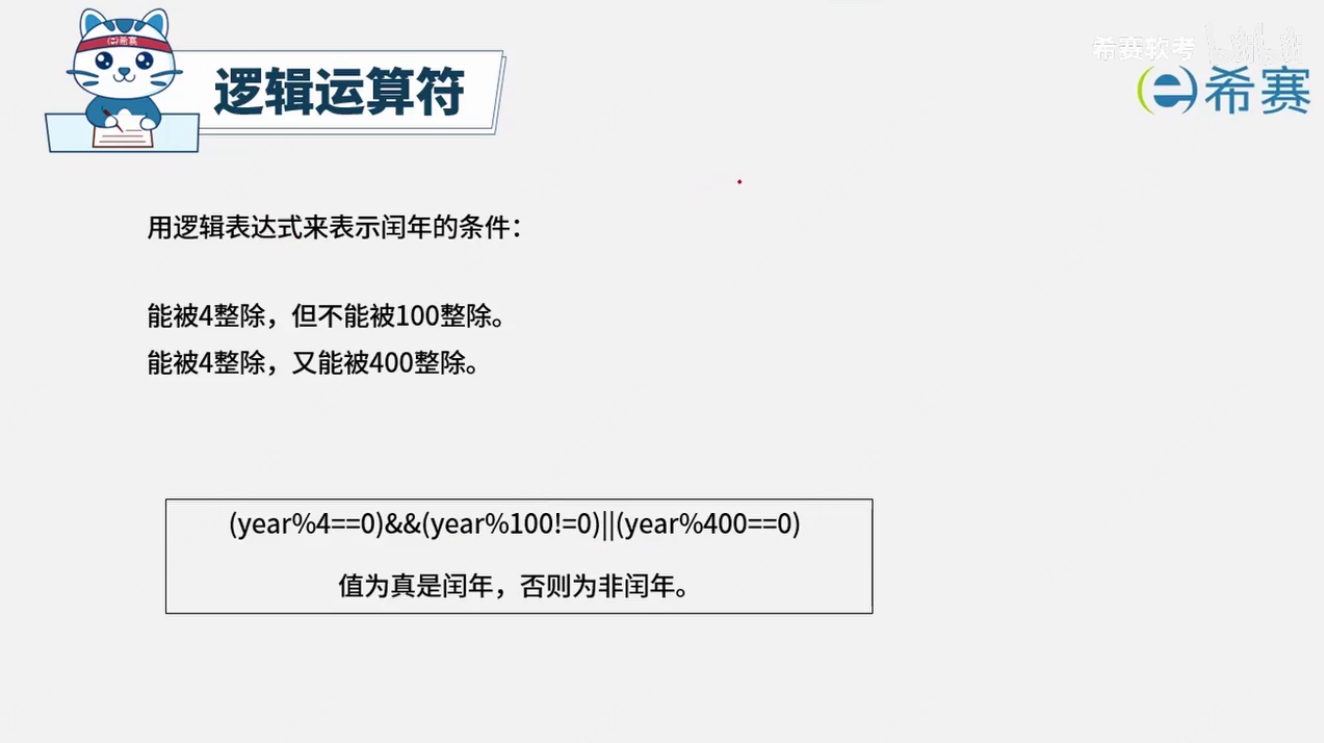 希赛
逻辑运算符
希赛软考
希赛
用逻辑表达式来表示闰年的条件：
能被4整除，但不能被100整除。
能被4整除，又能被400整除。
(year%4==0)&&(year%100!=0)||(year%400==0)
值为真是闰年，否则为非闰年。